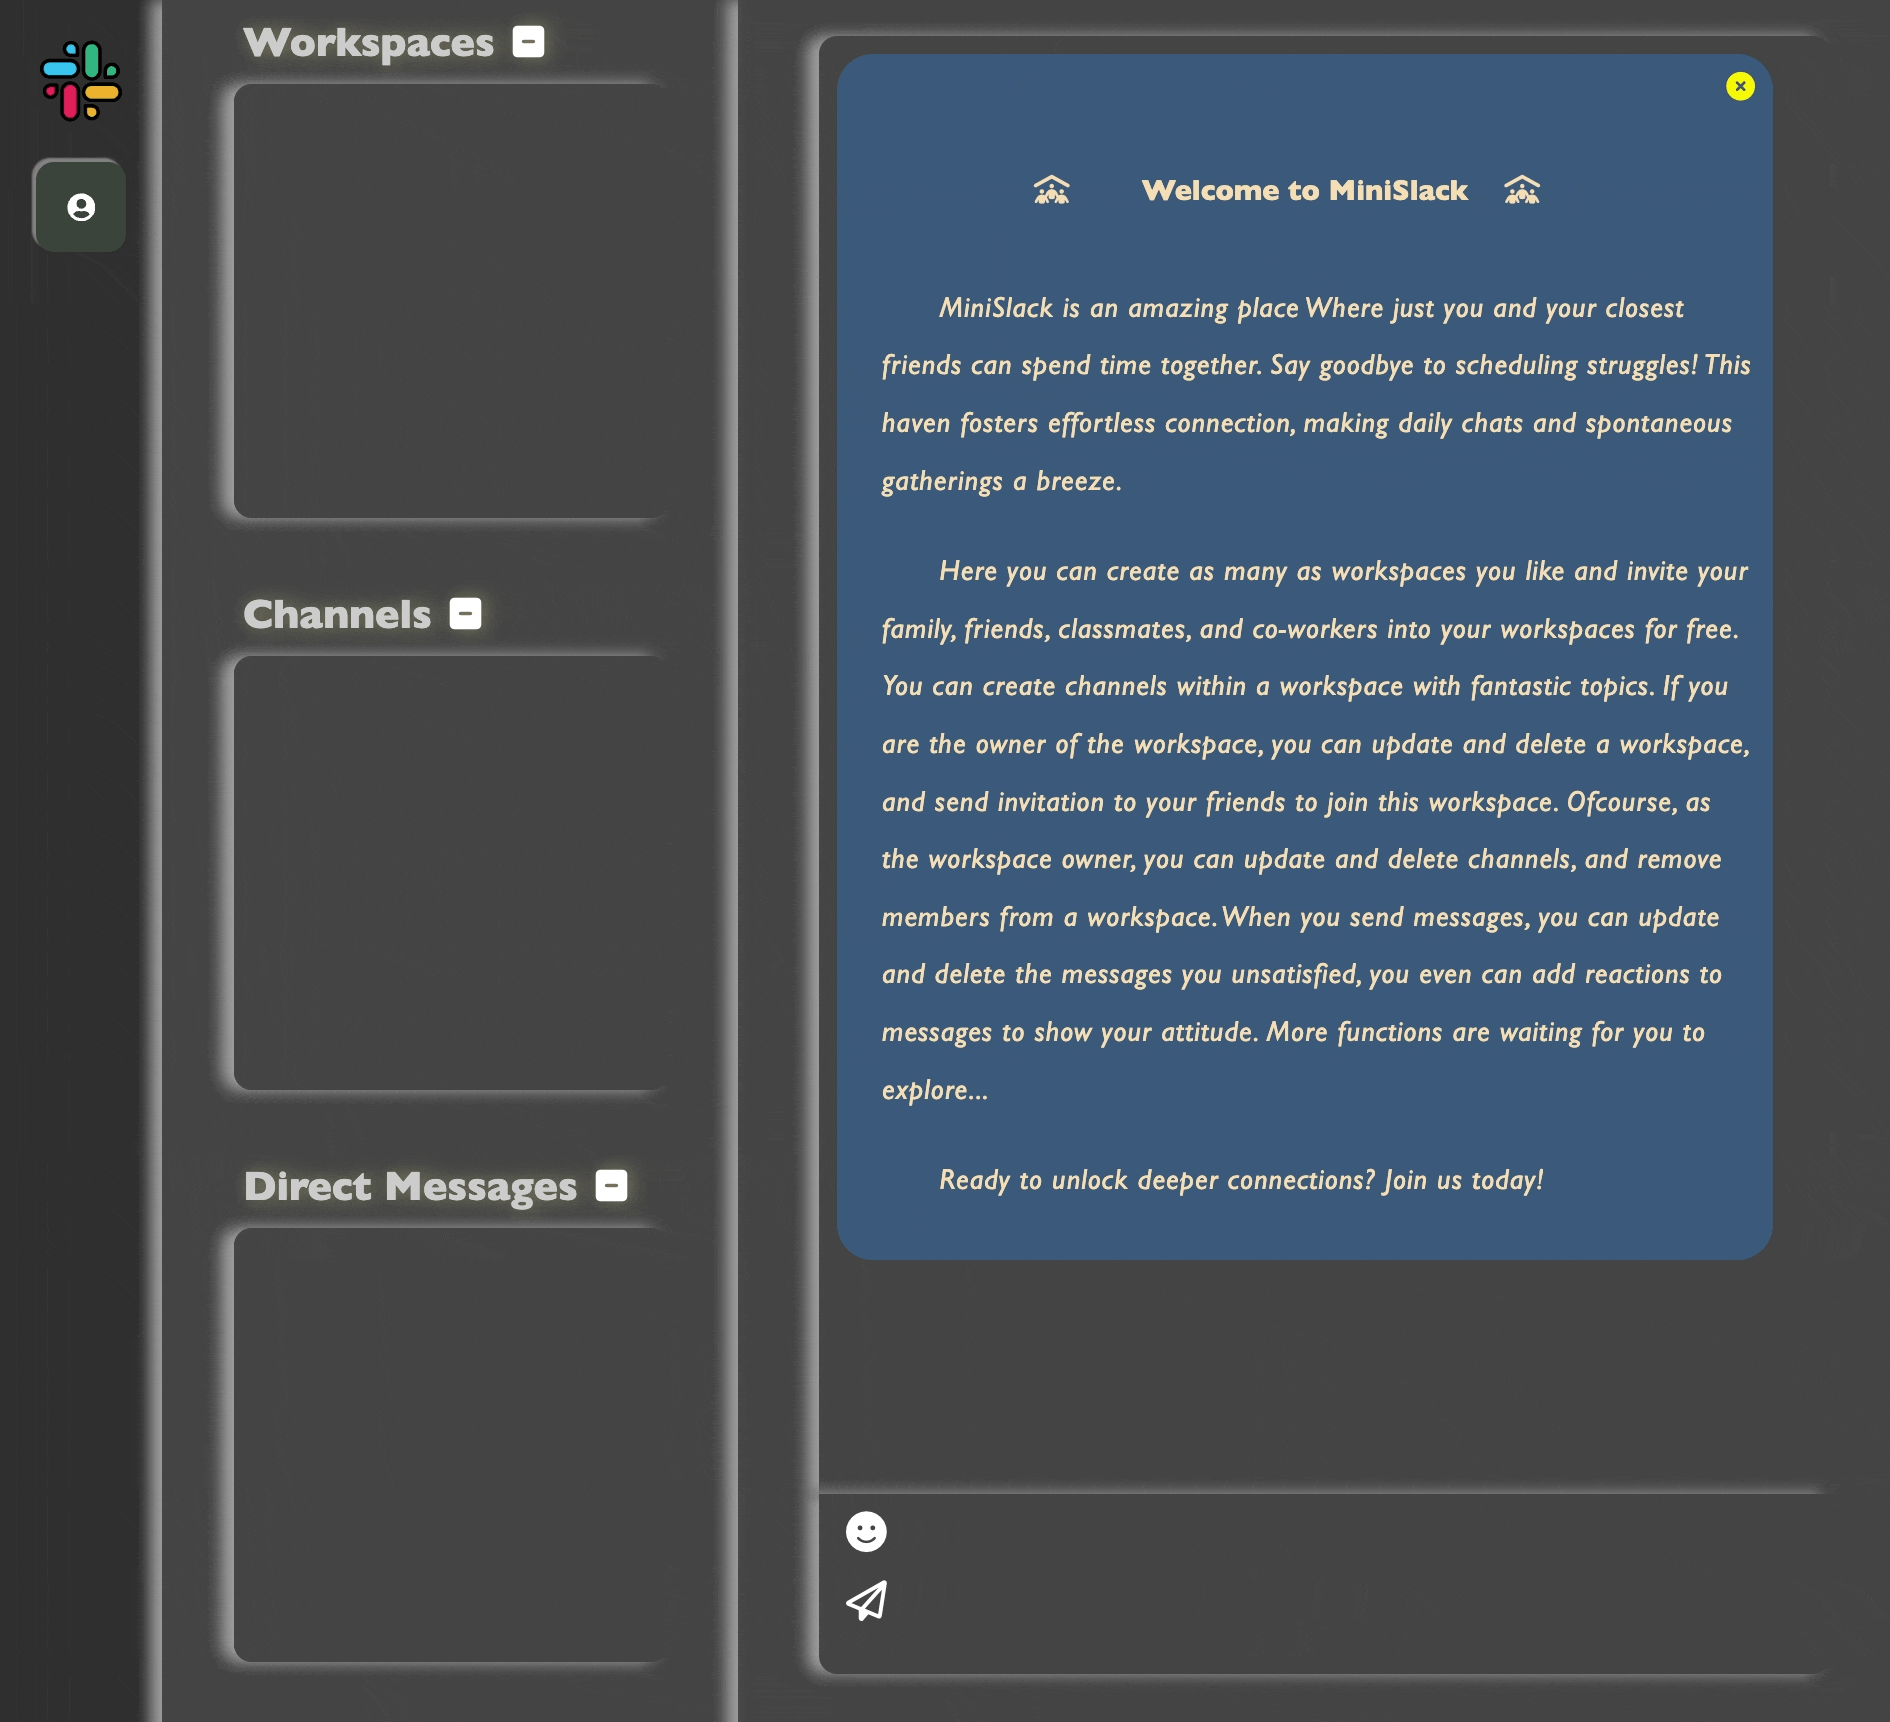 Workspaces
Channels
Direct Messages
Welcome to MiniSlack
MiniSlack is an amazing place Where just you and your closest
friends can spend time together. Say goodbye to scheduling struggles! This
haven fosters effortless connection, making daily chats and spontaneous
gatherings a breeze.
Here you can create as many as workspaces you like and invite your
family, friends, classmates, and co-workers into your workspaces for free.
You can create channels within a workspace with fantastic topics. If you
are the owner of the workspace, you can update and delete a workspace,
and send invitation to your friends to join this workspace. Ofcourse, as
the workspace owner, you can update and delete channels, and remove
members from a workspace. When you send messages, you can update
and delete the messages you unsatisfied, you even can add reactions to
messages to show your attitude. More functions are waiting for you to
explore...
Ready to unlock deeper connections? Join us today!